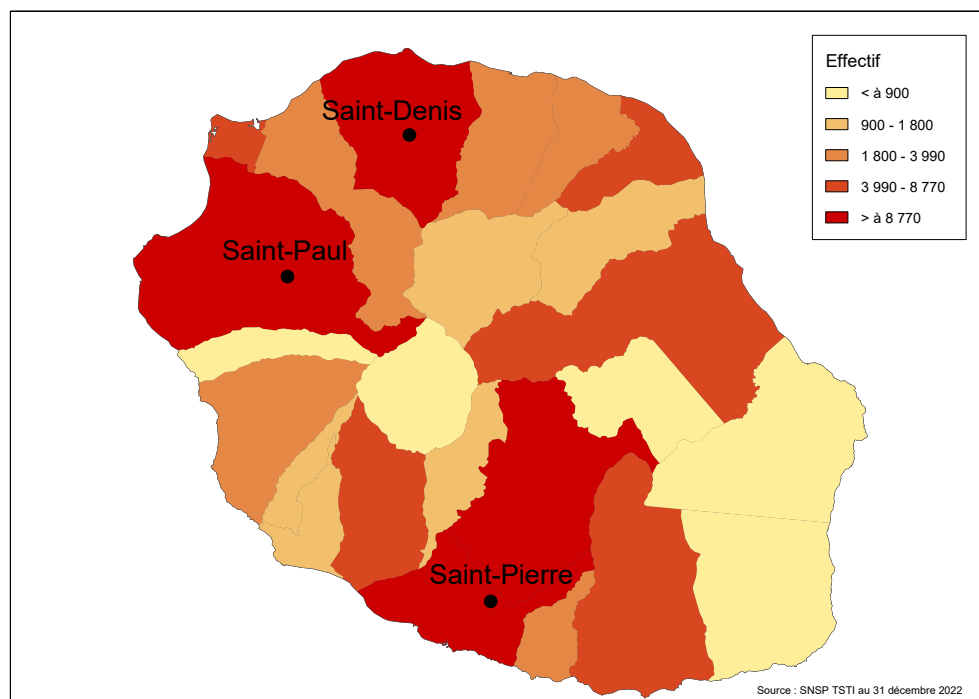 Saint-Denis
Saint-Paul
Saint-Pierre
Effectif
< à 900
900 - 1 800
1 800 - 3 990
3 990 - 8 770
> à 8 770
Source : SNSP TSTI au 31 décembre 2022